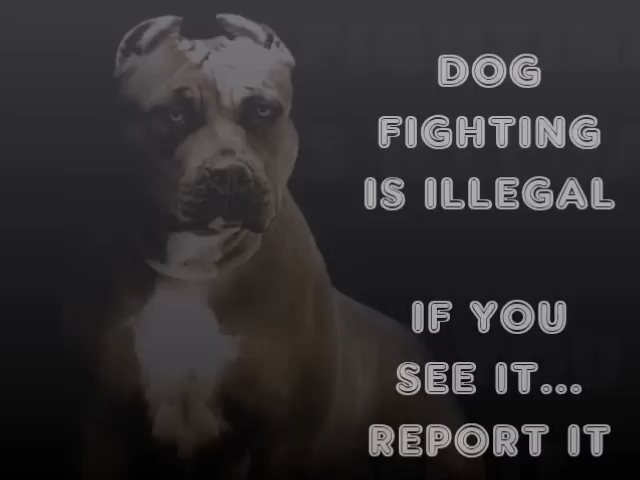 DOG
FIGHTING
IS ILLEGAL
IF YOU
SEE IT...
REPORT IT